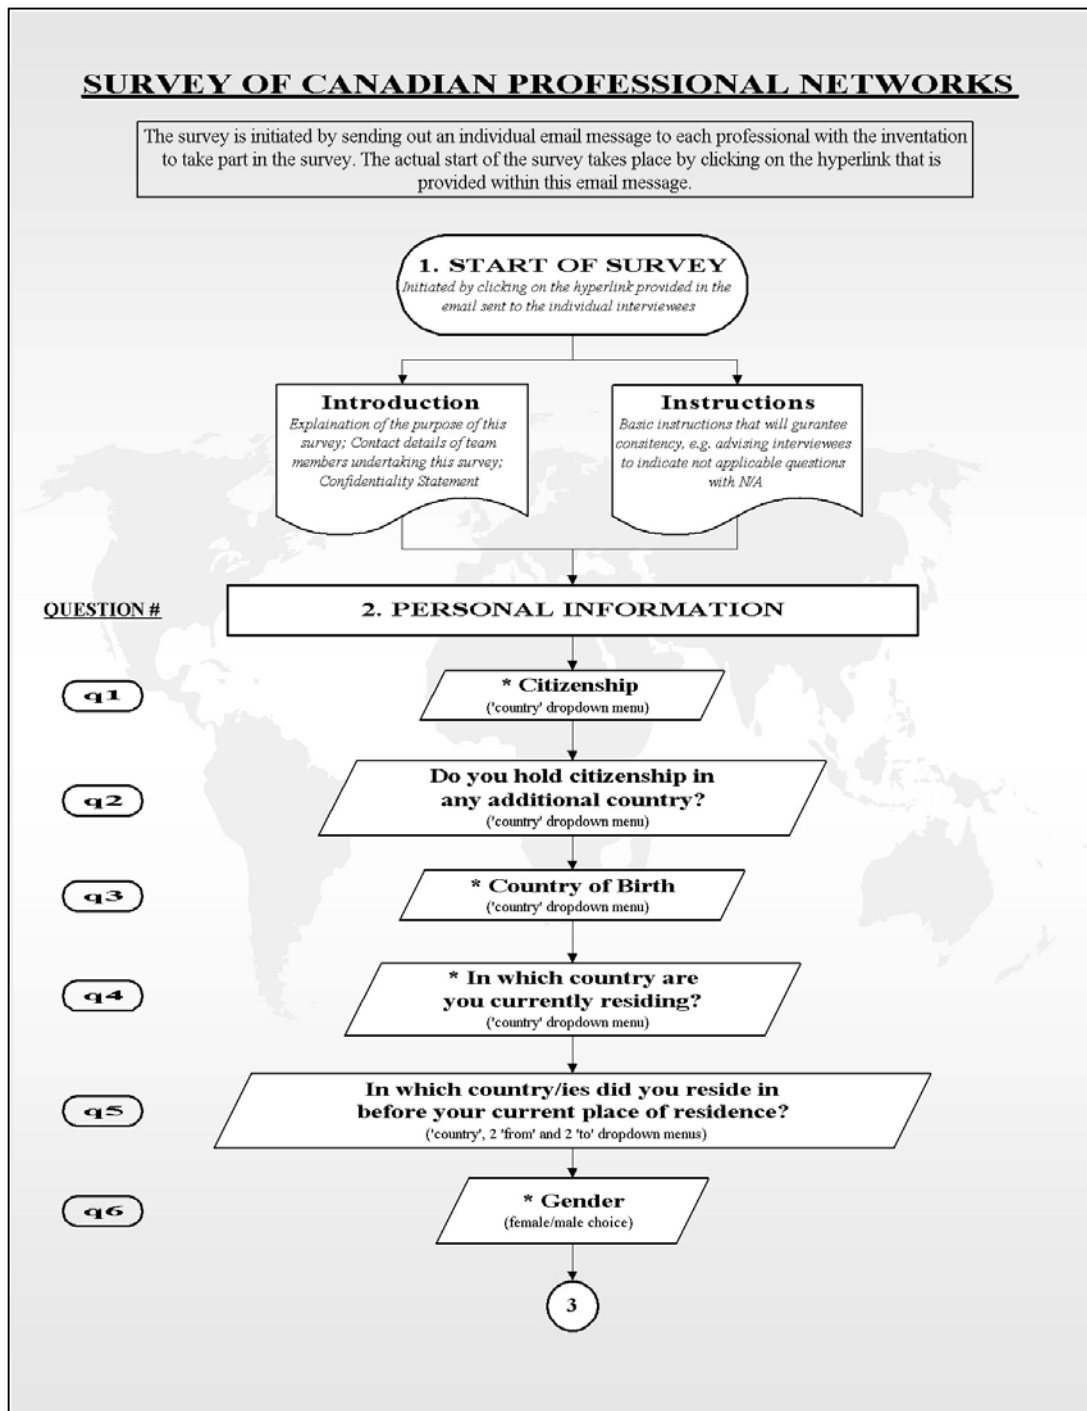 SURVEY OF CANADIAN PROFESSIONAL NETWORKS
The survey is initiated by sending out an individual email message to each professional with the inventation
to take part in the survey. The actual start of the survey takes place by clicking on the hyperlink that is
provided within this email message.
1. START OF SURVEY
Initiated by clicking on the hyperlink provided in the
email sent to the individual interviewees
Introduction
Explaination of the purpose of this
survey; Contact details of team
members undertaking this survey;
Confidentiality Statement
Instructions
Basic instructions that will gurantee
consitency, e.g. advising interviewees
to indicate not applicable questions
with N/A
QUESTION #
2. PERSONAL INFORMATION
q1
* Citizenship
('country' dropdown menu)
q2
Do you hold citizenship in
any additional country?
('country' dropdown menu)
q3
* Country of Birth
('country' dropdown menu)
q4
* In which country are
you currently residing?
('country' dropdown menu)
q5
In which country/ies did you reside in
before your current place of residence?
('country', 2 'from' and 2 'to' dropdown menus)
q6
* Gender
(female/male choice)
3